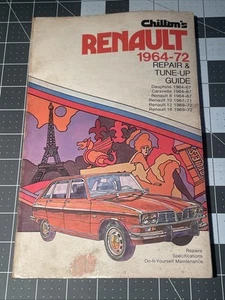 Chilton's
RENAULT
1964-72
REPAIR &
TUNE-UP
GUIDE
Dauphine 1964-67
Caravelle 1964-67
Renault 8 1964-67
Renault 10 1967-71
Renault 12 1969-72
Renault 16 1969-72
Repairs
Specifications
Do-It-Yourself Maintenance